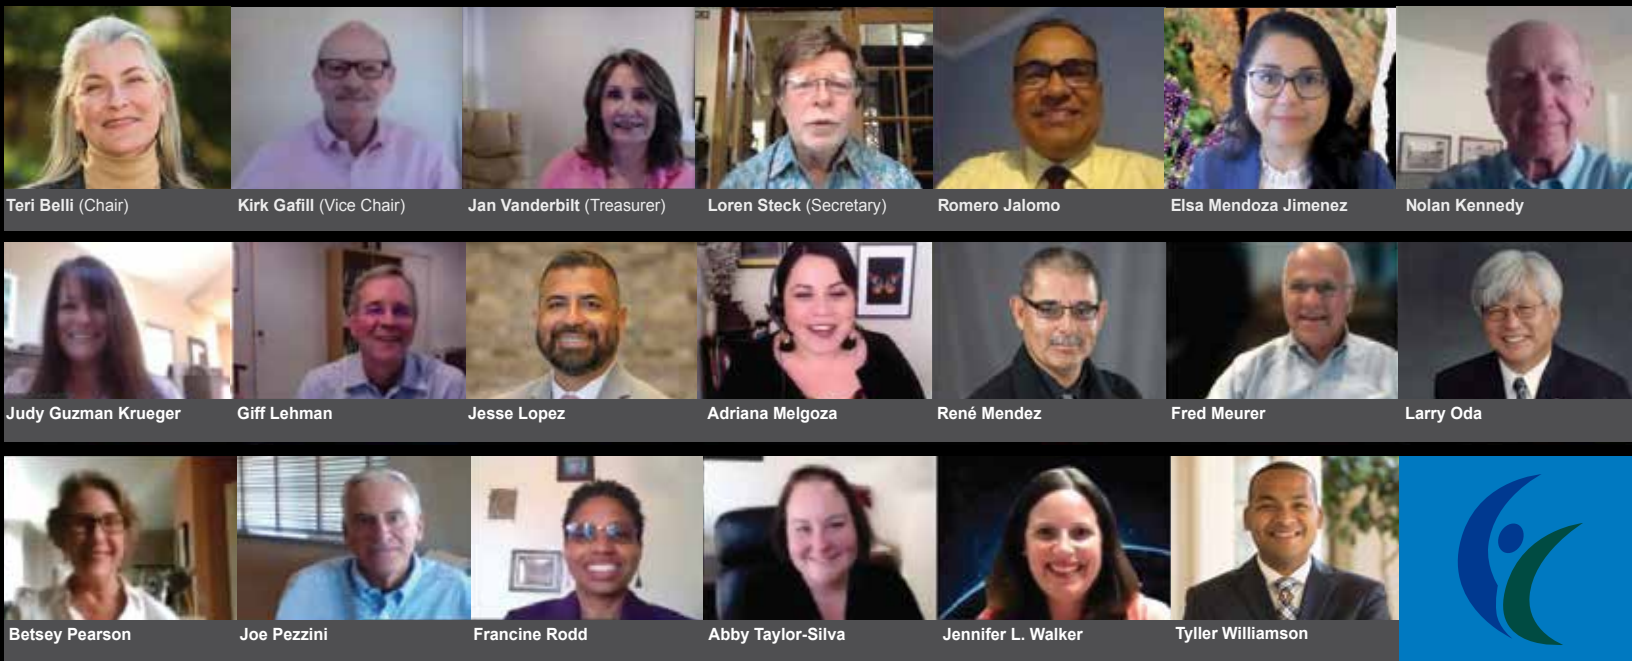 Teri Belli (Chair)
Kirk Gafill (Vice Chair)
Jan Vanderbilt (Treasurer)
Loren Steck (Secretary)
Romero Jalomo
Elsa Mendoza Jimenez
Nolan Kennedy
Judy Guzman Krueger
Giff Lehman
Jesse Lopez
Adriana Melgoza
René Mendez
Fred Meurer
Larry Oda
Betsey Pearson
Joe Pezzini
Francine Rodd
Abby Taylor-Silva
Jennifer L. Walker
Tyller Williamson